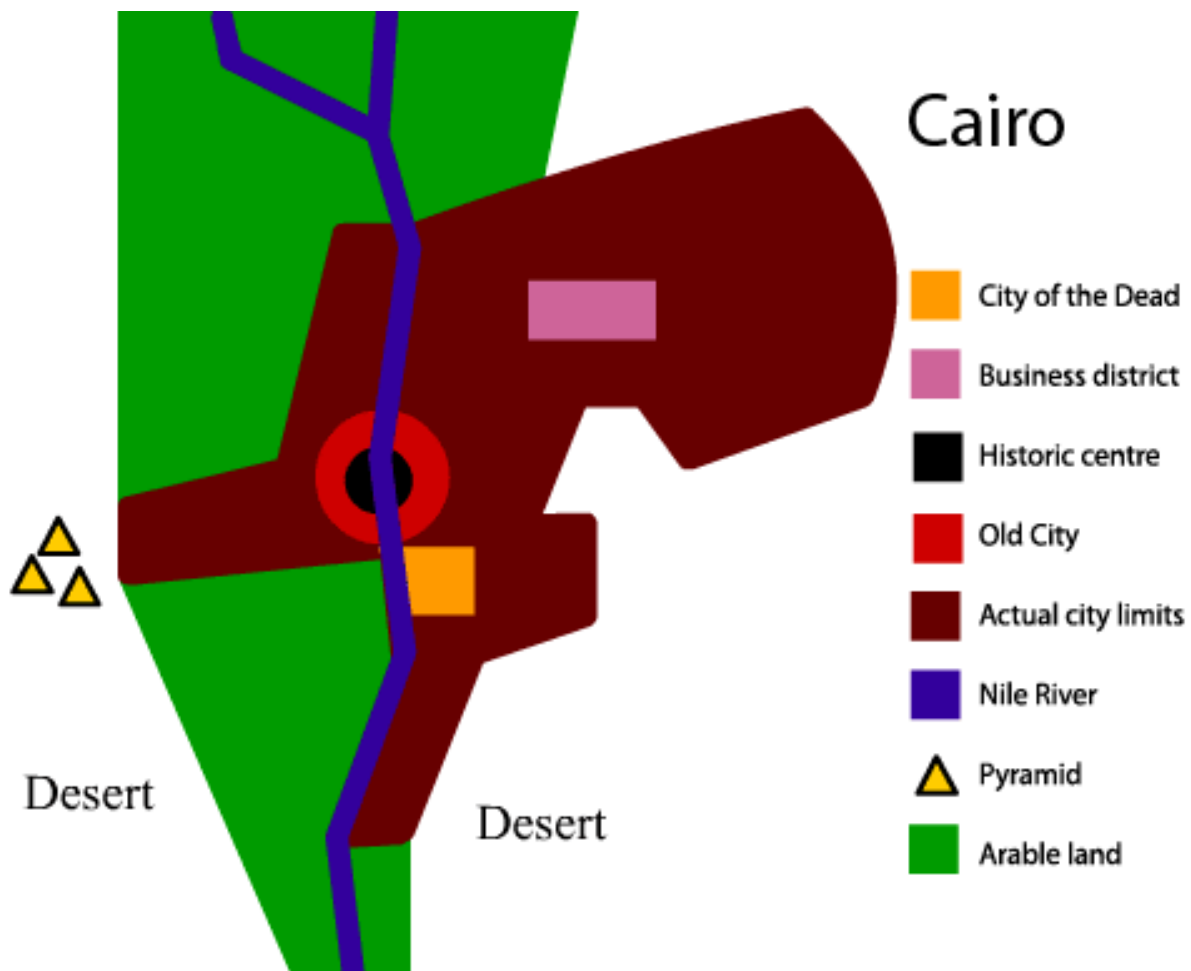 Cairo
City of the Dead
Business district
Historic centre
Old City
Actual city limits
Nile River
Pyramid
Arable land
Desert
Desert